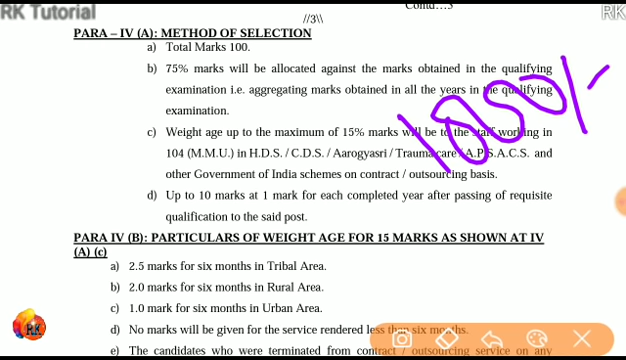 Contd…3
RK Tutorial
//3\\
RK
PARA – IV (A): METHOD OF SELECTION
a) Total Marks 100.
b) 75% marks will be allocated against the marks obtained in the qualifying
examination i.e. aggregating marks obtained in all the years in the qualifying
examination.
c) Weight age up to the maximum of 15% marks will be to the staff working in
104 (M.M.U.) in H.D.S. / C.D.S. / Aarogyasri / Trauma care / A.P.S.A.C.S. and
other Government of India schemes on contract / outsourcing basis.
d) Up to 10 marks at 1 mark for each completed year after passing of requisite
qualification to the said post.
PARA IV (B): PARTICULARS OF WEIGHT AGE FOR 15 MARKS AS SHOWN AT IV
(A) (c)
a) 2.5 marks for six months in Tribal Area.
b) 2.0 marks for six months in Rural Area.
c) 1.0 mark for six months in Urban Area.
d) No marks will be given for the service rendered less than six months.
e) The candidates who were terminated from contract / outsourcing service on any
RK